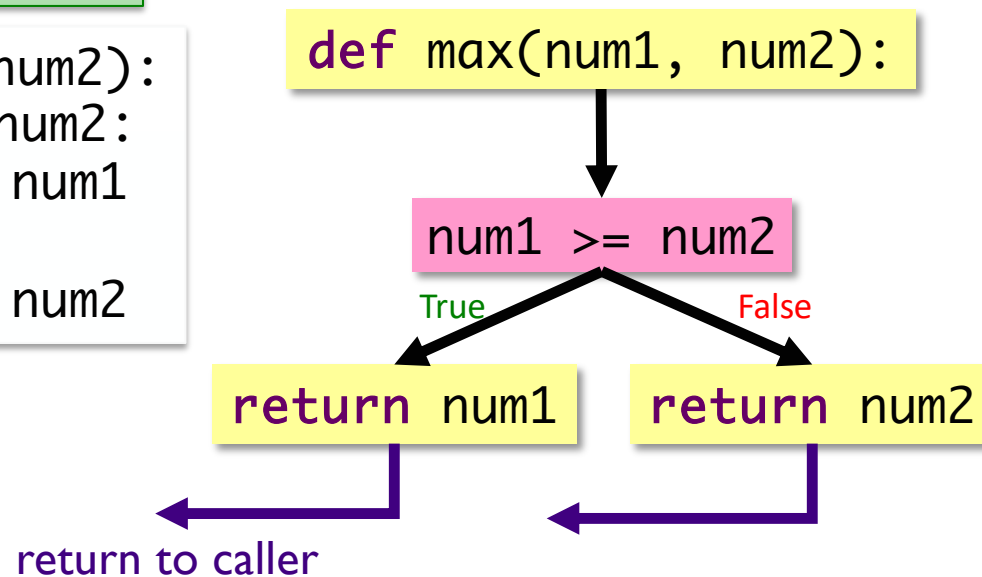 num2):
num2:
num1
num2
def max(num1, num2):
num1 >= num2
True
False
return num1
return num2
return to caller